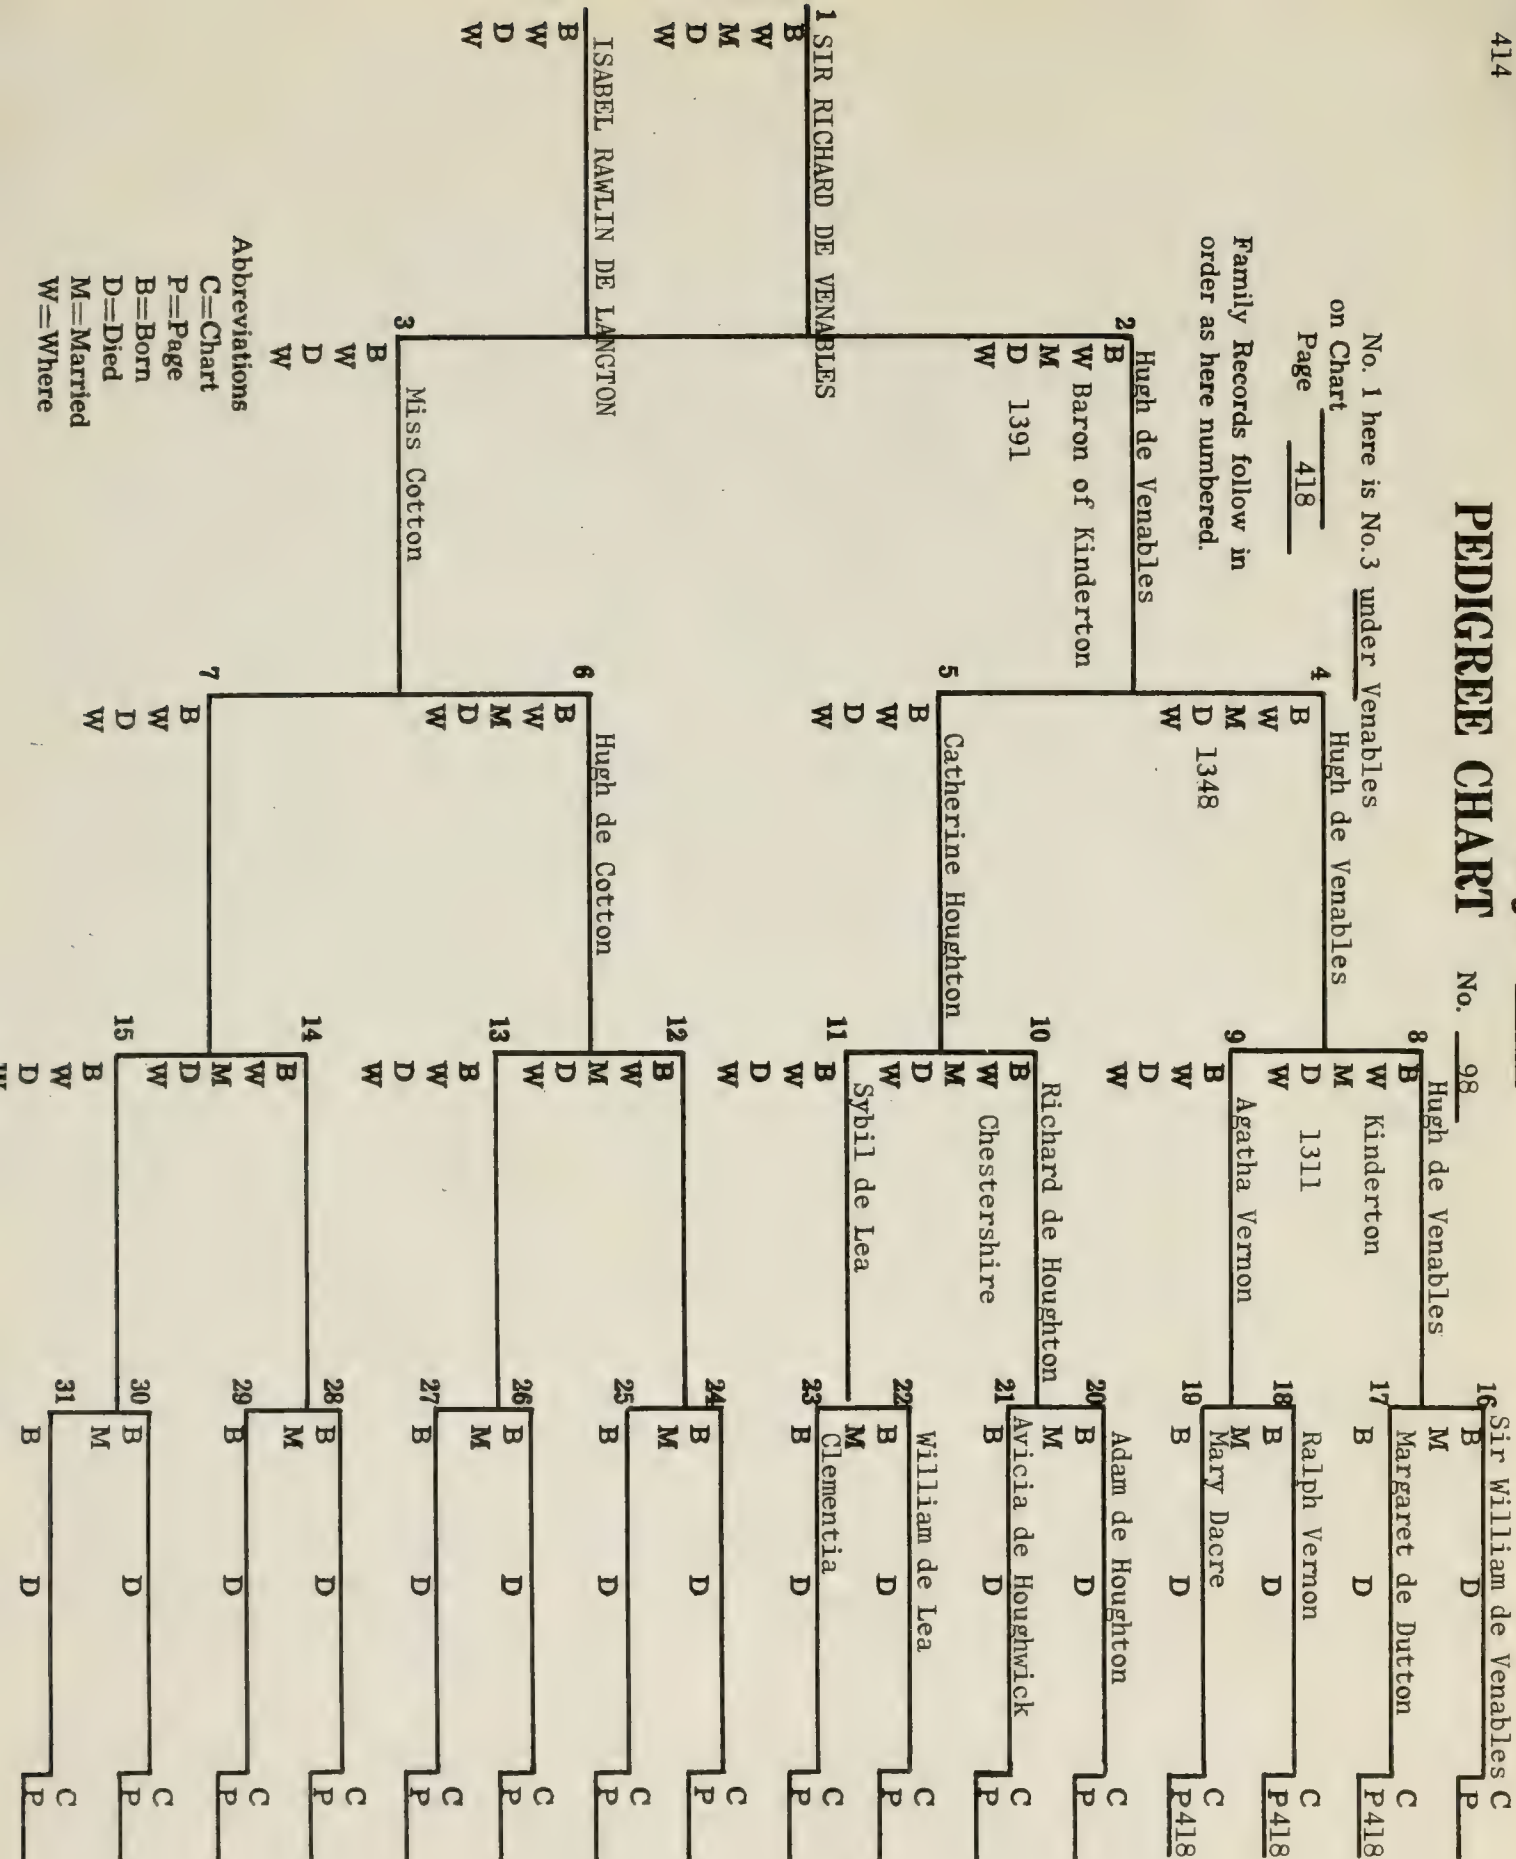 414
PEDIGREE CHART No. 98
No. 1 here is No.3 under Venables
on Chart
Page 418
Family Records follow in
order as here numbered.
1 SIR RICHARD DE VENABLES
B
W
M
D
W
ISABEL RAWLIN DE LANGTON
B
W
D
W
2 Hugh de Venables
B
W Baron of Kinderton
M
D 1391
W
3 Miss Cotton
B
W
D
W
Abbreviations
C=Chart
P=Page
B=Born
D=Died
M=Married
W=Where
4 Hugh de Venables
B
W
M
D 1348
W
5 Catherine Houghton
B
W
D
W
6 Hugh de Cotton
B
W
M
D
W
7
B
W
D
W
8 Hugh de Venables
B
W Kinderton
M
D 1311
W
9 Agatha Vernon
B
W
D
W
10 Richard de Houghton
B
W Chestershire
M
D
W
11 Sybil de Lea
B
W
D
W
12
B
W
M
D
W
13
B
W
D
W
14
B
W
M
D
W
15
B
W
D
W
16 Sir William de Venables C
B D P
M
17 Margaret de Dutton C
B D P418
18 Ralph Vernon C
B D P418
M
19 Mary Dacre C
B D P418
20 Adam de Houghton C
B D P
M
21 Avicia de Houghwick C
B D P
22 William de Lea C
B D P
M
23 Clementia C
B D P
24 C
B D P
M
25 C
B D P
26 C
B D P
M
27 C
B D P
28 C
B D P
M
29 C
B D P
30 C
B D P
M
31 C
B D P